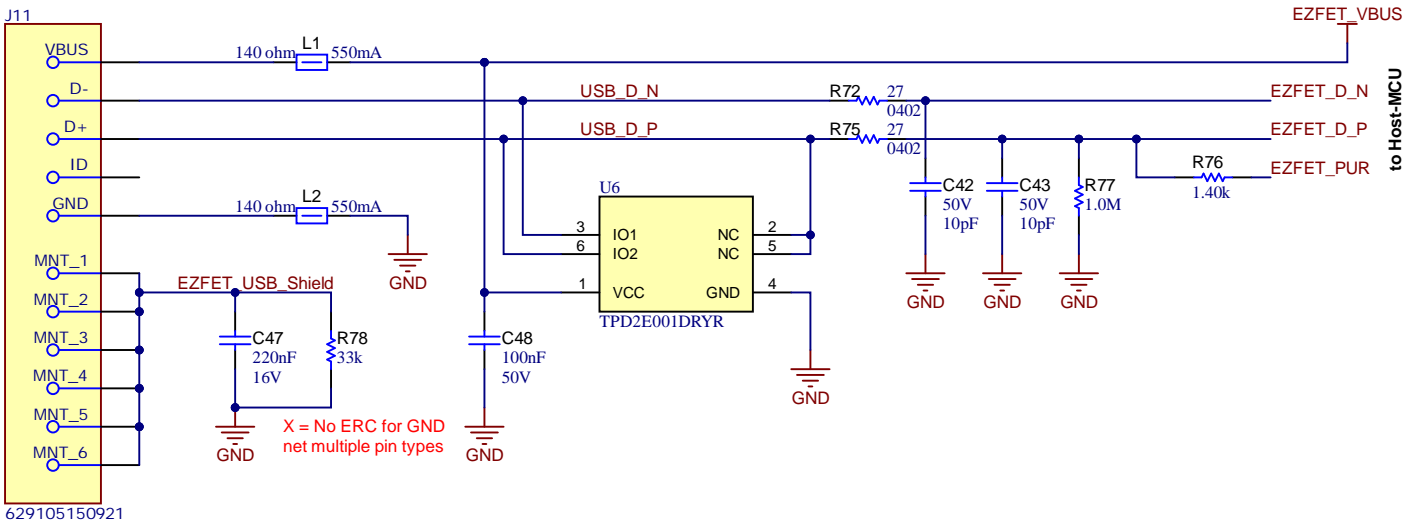 J11
EZFET_VBUS
VBUS
140 ohm
L1
550mA
D-
USB_D_N
R72
27
0402
EZFET_D_N
D+
USB_D_P
R75
27
0402
EZFET_D_P
ID
R76
1.40k
EZFET_PUR
to Host-MCU
GND
140 ohm
L2
550mA
GND
U6
3
IO1
NC
2
6
IO2
NC
5
1
VCC
GND
4
TPD2E001DRYR
GND
C42
50V
10pF
GND
C43
50V
10pF
GND
R77
1.0M
GND
MNT_1
MNT_2
MNT_3
MNT_4
MNT_5
MNT_6
EZFET_USB_Shield
C47
220nF
16V
R78
33k
GND
X = No ERC for GND
net multiple pin types
C48
100nF
50V
GND
629105150921